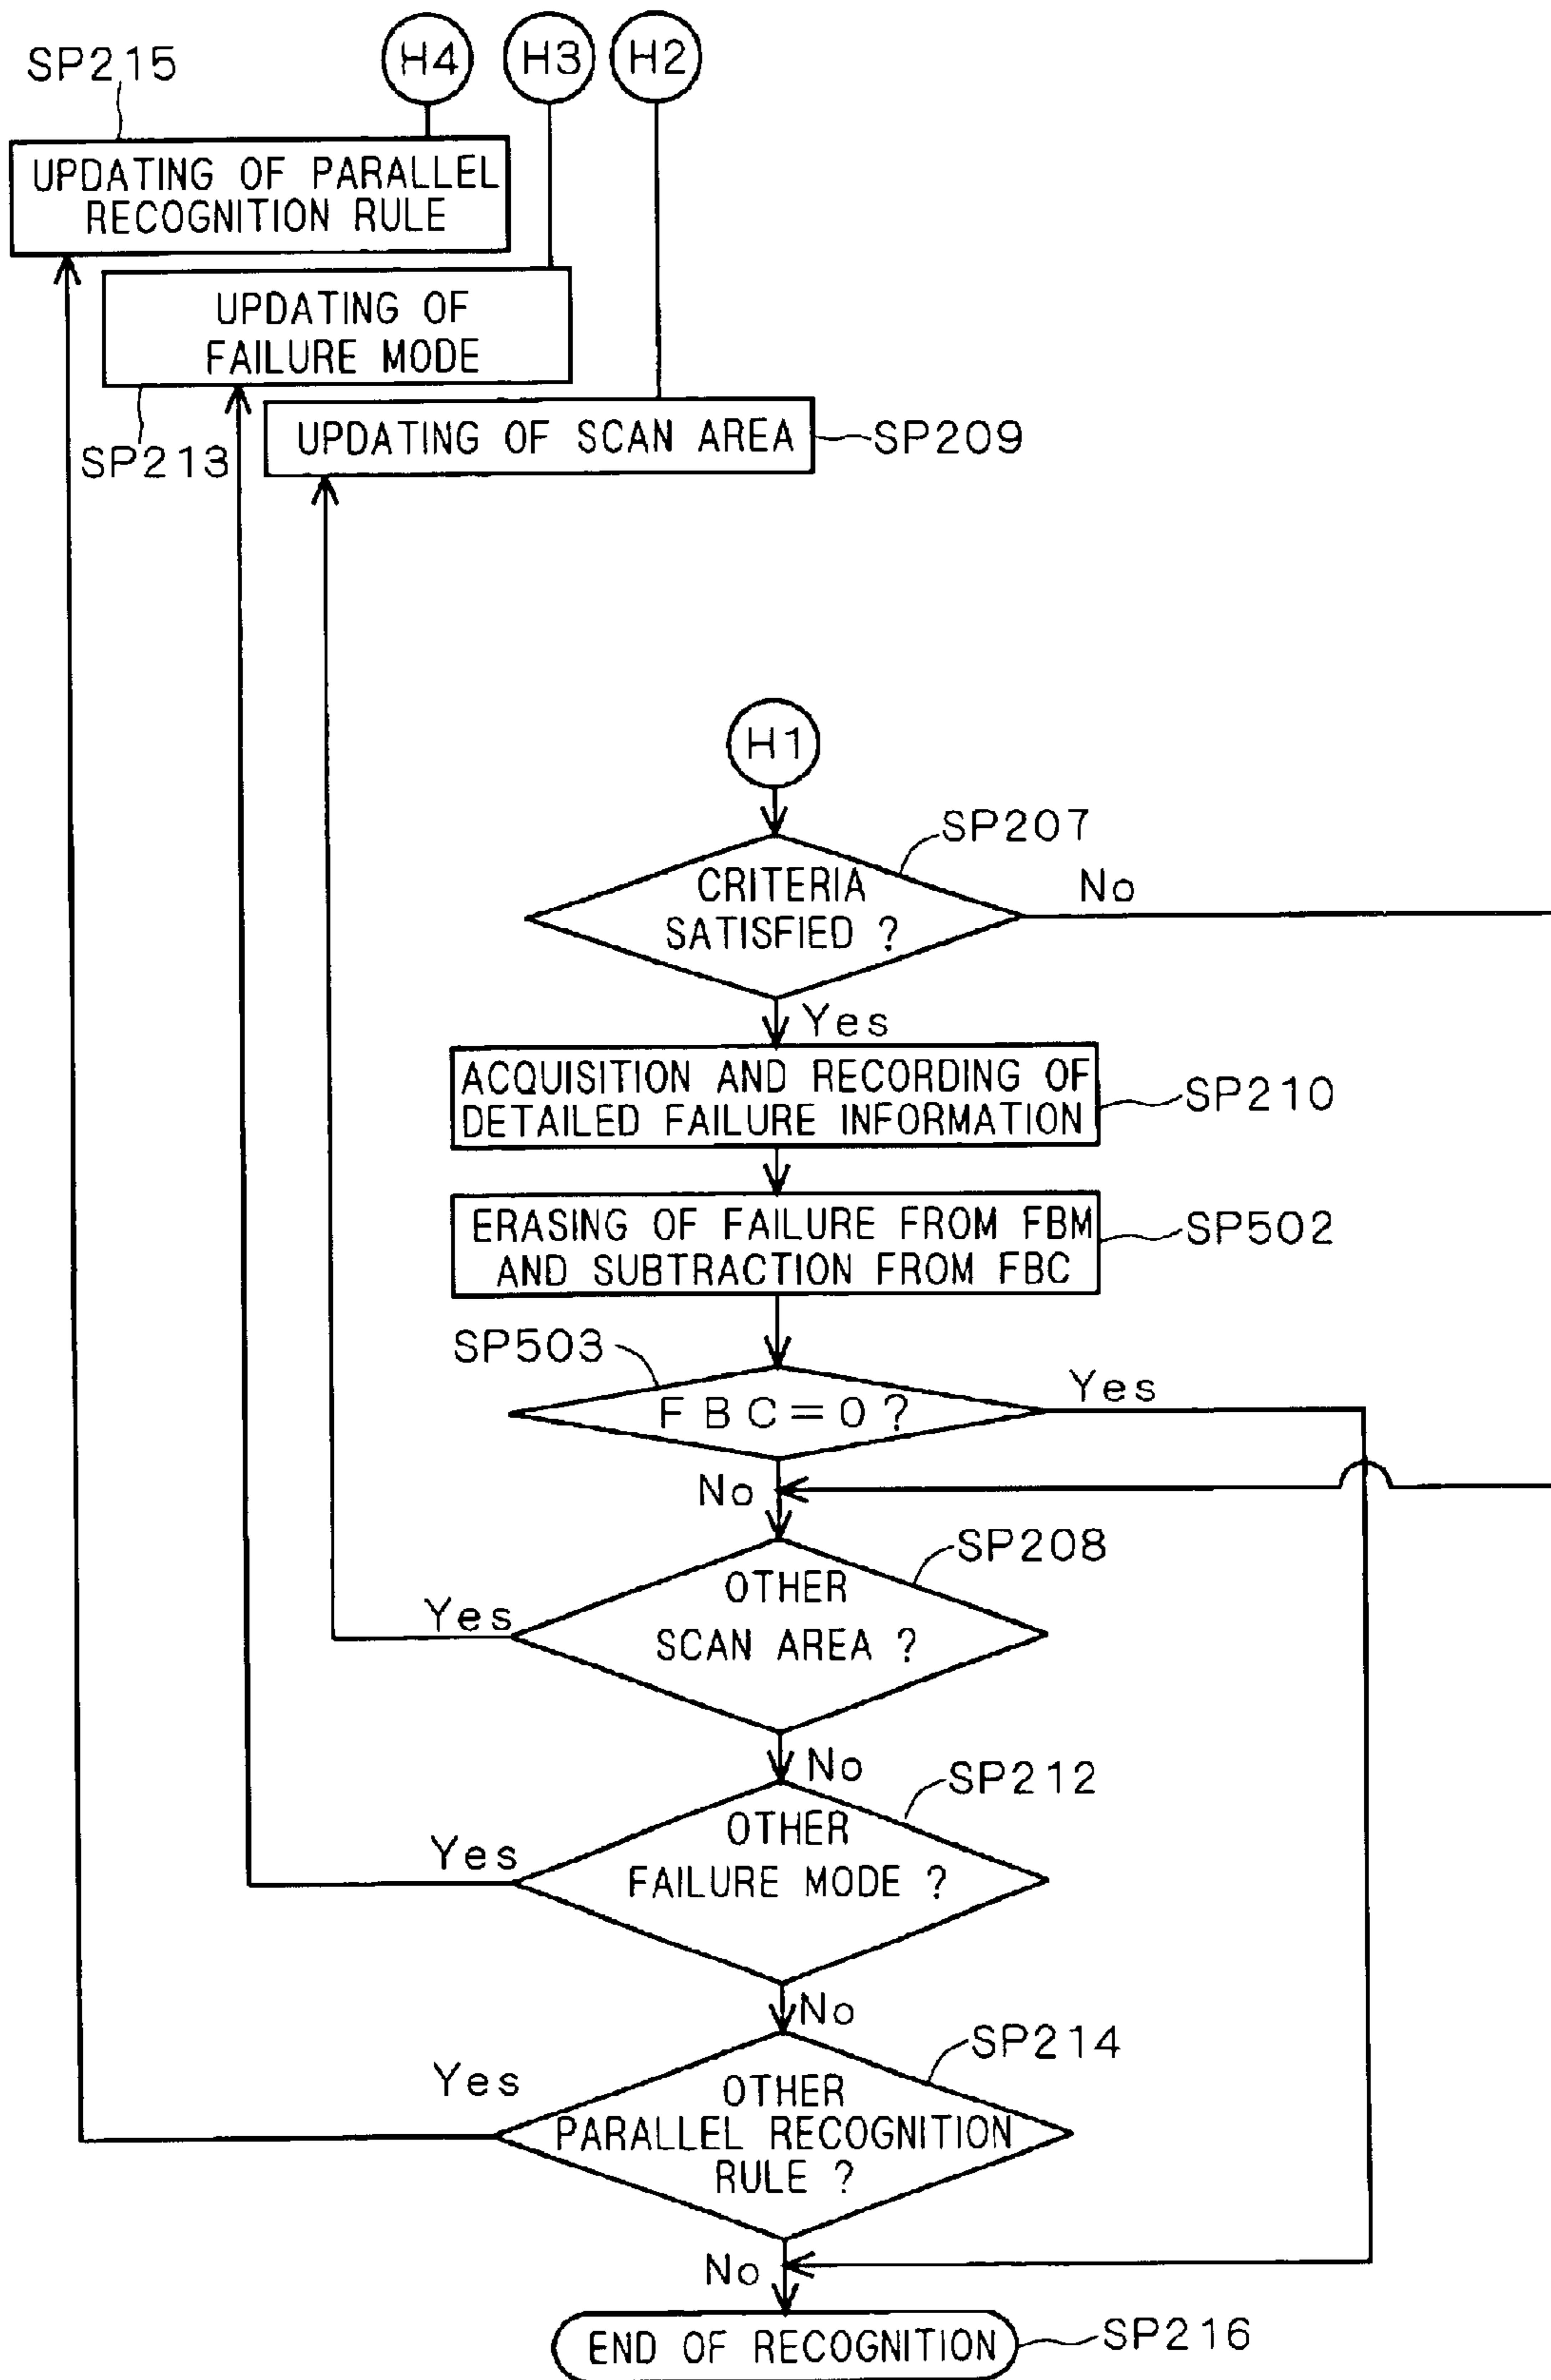 SP215
H4
H3
H2
UPDATING OF PARALLEL
RECOGNITION RULE
UPDATING OF
FAILURE MODE
SP213
UPDATING OF SCAN AREA
SP209
H1
SP207
CRITERIA
SATISFIED ?
No
Yes
ACQUISITION AND RECORDING OF
DETAILED FAILURE INFORMATION
SP210
ERASING OF FAILURE FROM FBM
AND SUBTRACTION FROM FBC
SP502
SP503
FBC=0?
Yes
No
SP208
OTHER
SCAN AREA ?
Yes
No
SP212
OTHER
FAILURE MODE ?
Yes
No
SP214
OTHER
PARALLEL RECOGNITION
RULE ?
Yes
No
END OF RECOGNITION
SP216